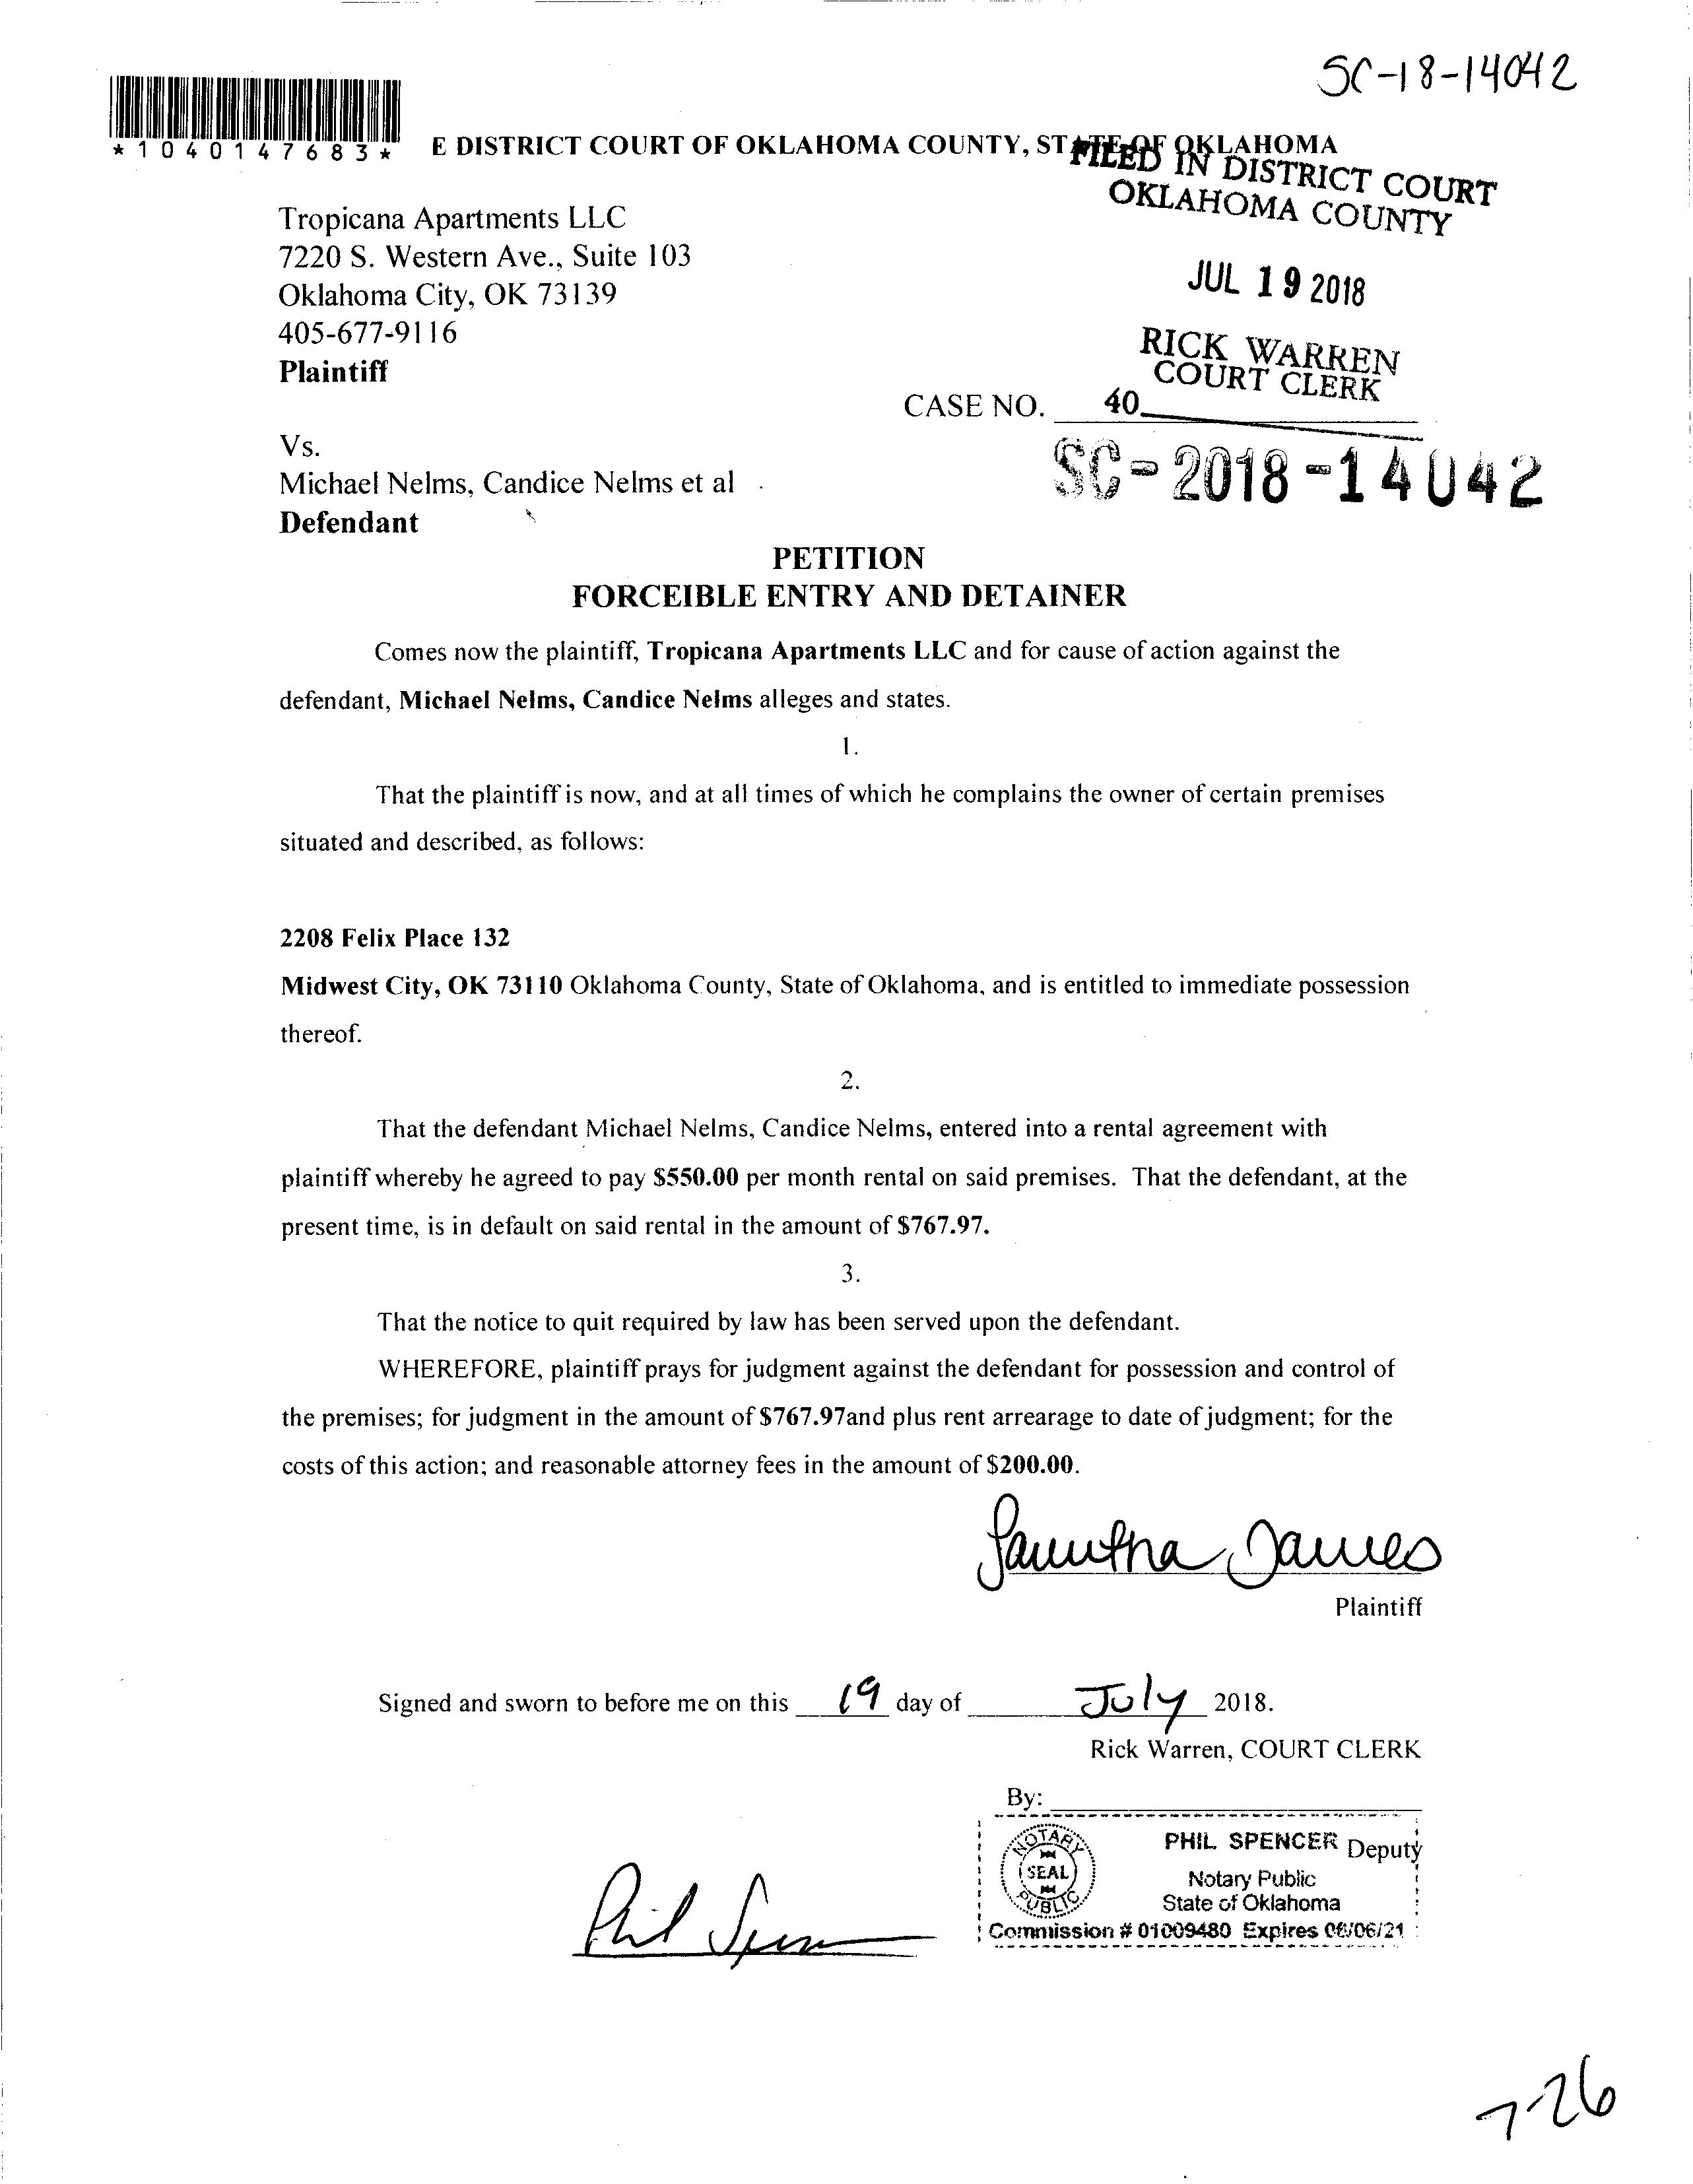 SC-18-14042
*1040147683*
E DISTRICT COURT OF OKLAHOMA COUNTY, STATE OF OKLAHOMA
FILED IN DISTRICT COURT
OKLAHOMA COUNTY
JUL 19 2018
RICK WARREN
COURT CLERK
40
Tropicana Apartments LLC
7220 S. Western Ave., Suite 103
Oklahoma City, OK 73139
405-677-9116
Plaintiff
CASE NO.
SC-2018-14042
Vs.
Michael Nelms, Candice Nelms et al
Defendant
PETITION
FORCEIBLE ENTRY AND DETAINER
Comes now the plaintiff, Tropicana Apartments LLC and for cause of action against the
defendant, Michael Nelms, Candice Nelms alleges and states.
1.
That the plaintiff is now, and at all times of which he complains the owner of certain premises
situated and described, as follows:
2208 Felix Place 132
Midwest City, OK 73110 Oklahoma County, State of Oklahoma, and is entitled to immediate possession
thereof.
2.
That the defendant Michael Nelms, Candice Nelms, entered into a rental agreement with
plaintiff whereby he agreed to pay $550.00 per month rental on said premises. That the defendant, at the
present time, is in default on said rental in the amount of $767.97.
3.
That the notice to quit required by law has been served upon the defendant.
WHEREFORE, plaintiff prays for judgment against the defendant for possession and control of
the premises; for judgment in the amount of $767.97and plus rent arrearage to date of judgment; for the
costs of this action; and reasonable attorney fees in the amount of $200.00.
Samantha James
Plaintiff
Signed and sworn to before me on this 19 day of July 2018.
Rick Warren, COURT CLERK
By:
NOTARY
SEAL
PUBLIC
PHIL SPENCER Deputy
Notary Public
State of Oklahoma
Commission # 01009480 Expires 06/06/21
Phil Spencer
7-26